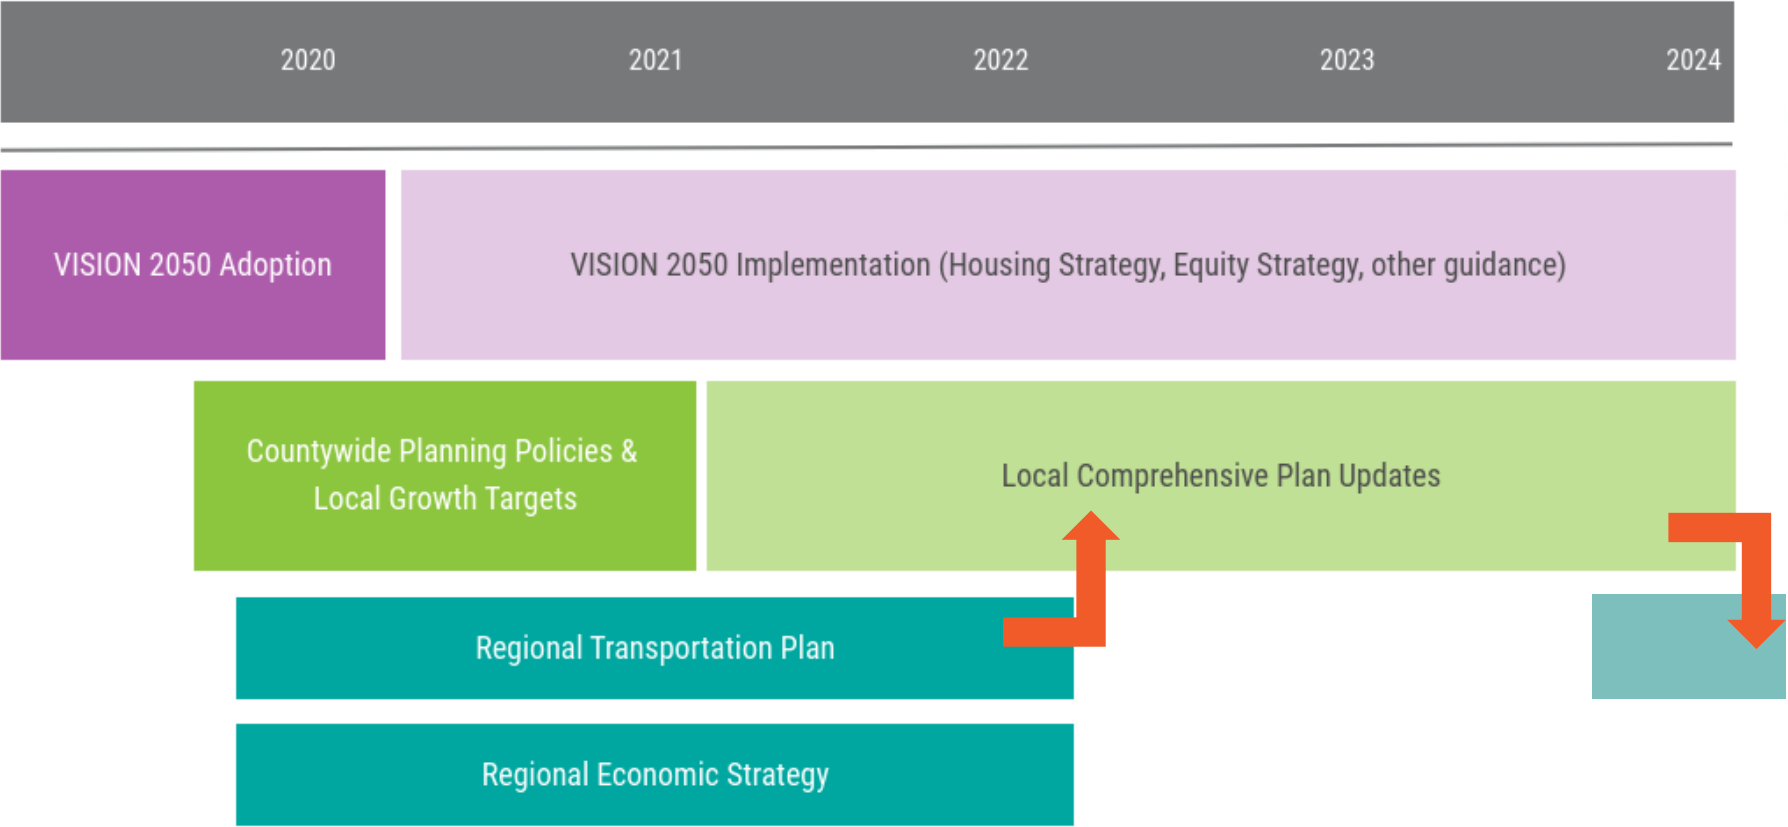 2020 2021 2022 2023 2024
VISION 2050 Adoption
VISION 2050 Implementation (Housing Strategy, Equity Strategy, other guidance)
Countywide Planning Policies &
Local Growth Targets
Local Comprehensive Plan Updates
Regional Transportation Plan
Regional Economic Strategy